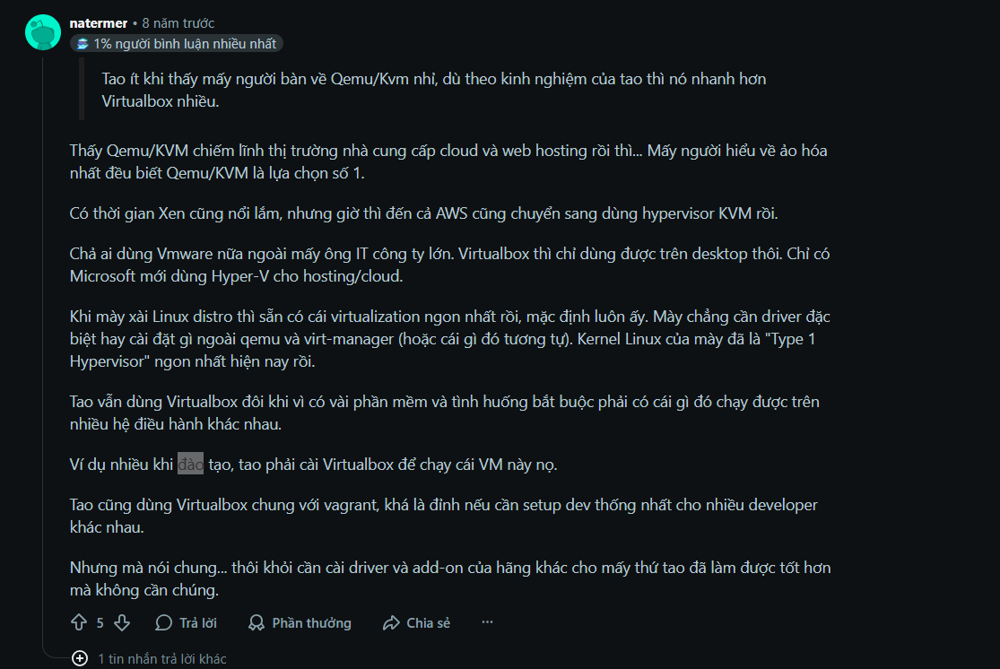 natermer • 8 năm trước
1% người bình luận nhiều nhất
Tao ít khi thấy mấy người bàn về Qemu/Kvm nhỉ, dù theo kinh nghiệm của tao thì nó nhanh hơn
Virtualbox nhiều.
Thấy Qemu/KVM chiếm lĩnh thị trường nhà cung cấp cloud và web hosting rồi thì... Mấy người hiểu về ảo hóa
nhất đều biết Qemu/KVM là lựa chọn số 1.
Có thời gian Xen cũng nổi lắm, nhưng giờ thì đến cả AWS cũng chuyển sang dùng hypervisor KVM rồi.
Chả ai dùng Vmware nữa ngoài mấy ông IT công ty lớn. Virtualbox thì chỉ dùng được trên desktop thôi. Chỉ có
Microsoft mới dùng Hyper-V cho hosting/cloud.
Khi mày xài Linux distro thì sẵn có cái virtualization ngon nhất rồi, mặc định luôn ấy. Mày chẳng cần driver đặc
biệt hay cài đặt gì ngoài qemu và virt-manager (hoặc cái gì đó tương tự). Kernel Linux của mày đã là "Type 1
Hypervisor" ngon nhất hiện nay rồi.
Tao vẫn dùng Virtualbox đôi khi vì có vài phần mềm và tình huống bắt buộc phải có cái gì đó chạy được trên
nhiều hệ điều hành khác nhau.
Ví dụ nhiều khi đào tạo, tao phải cài Virtualbox để chạy cái VM này nọ.
Tao cũng dùng Virtualbox chung với vagrant, khá là đỉnh nếu cần setup dev thống nhất cho nhiều developer
khác nhau.
Nhưng mà nói chung... thôi khỏi cần cài driver và add-on của hãng khác cho mấy thứ tao đã làm được tốt hơn
mà không cần chúng.
5 Trả lời Phần thưởng Chia sẻ ...
1 tin nhắn trả lời khác